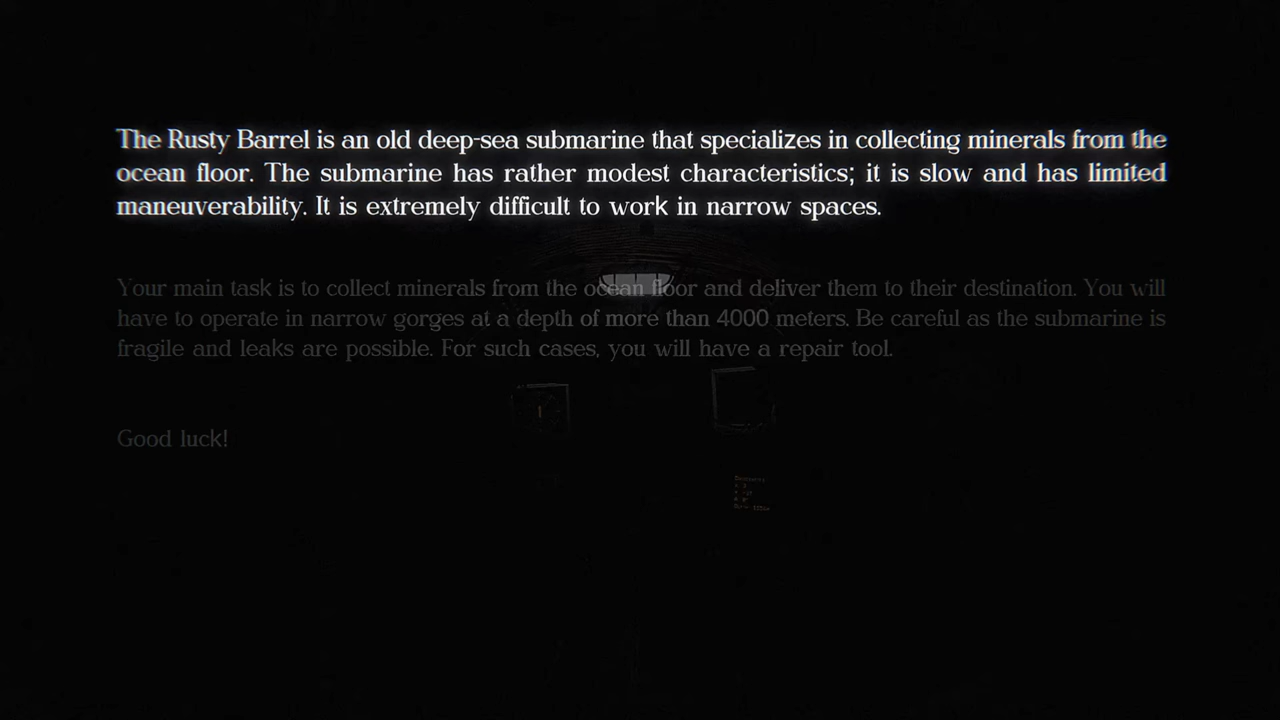 The Rusty Barrel is an old deep-sea submarine that specializes in collecting minerals from the
ocean floor. The submarine has rather modest characteristics; it is slow and has limited
maneuverability. It is extremely difficult to work in narrow spaces.
Your main task is to collect minerals from the ocean floor and deliver them to their destination. You will
have to operate in narrow gorges at a depth of more than 4000 meters. Be careful as the submarine is
fragile and leaks are possible. For such cases, you will have a repair tool.
Good luck!